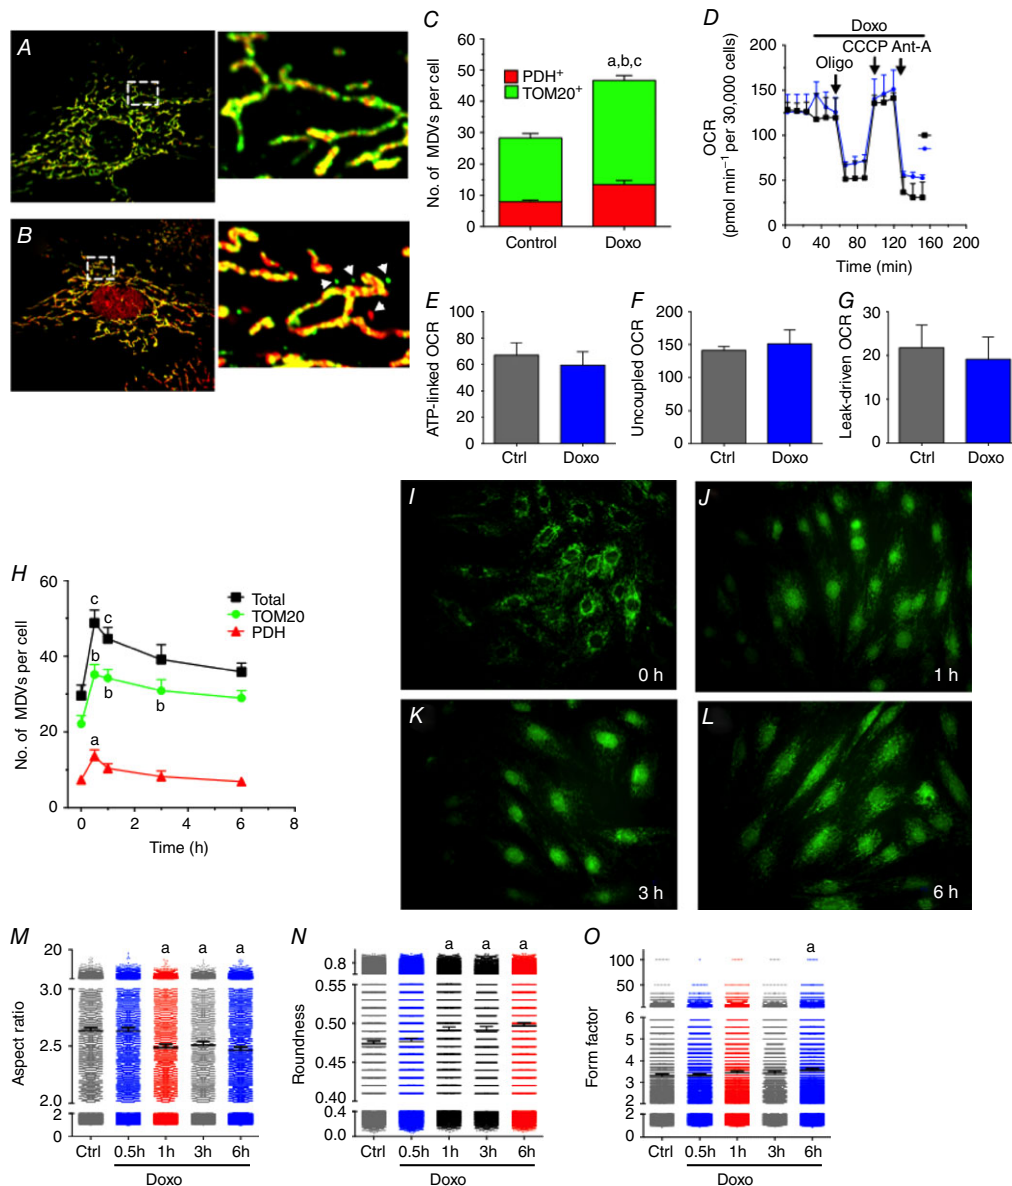 A
B
C
No. of MDVs per cell
60
50
40
30
20
10
0
a,b,c
PDH⁺
TOM20⁺
Control
Doxo
D
Doxo
CCCP
Ant-A
Oligo
OCR
(pmol min⁻¹ per 30,000 cells)
200
150
100
50
0
0 40 80 120 160 200
Time (min)
E
ATP-linked OCR
100
80
60
40
20
0
Ctrl Doxo
F
Uncoupled OCR
200
150
100
50
0
Ctrl Doxo
G
Leak-driven OCR
30
20
10
0
Ctrl Doxo
H
No. of MDVs per cell
60
40
20
0
c
c
b
b
b
a
Total
TOM20
PDH
0 2 4 6 8
Time (h)
I
0 h
J
1 h
K
3 h
L
6 h
M
Aspect ratio
20
3.0
2.5
2.0
2
0
a a a
Ctrl 0.5h 1h 3h 6h
Doxo
N
Roundness
0.8
0.55
0.50
0.45
0.40
0.4
0.0
a a a
Ctrl 0.5h 1h 3h 6h
Doxo
O
Form factor
100
50
6
5
4
3
2
2
0
a
Ctrl 0.5h 1h 3h 6h
Doxo